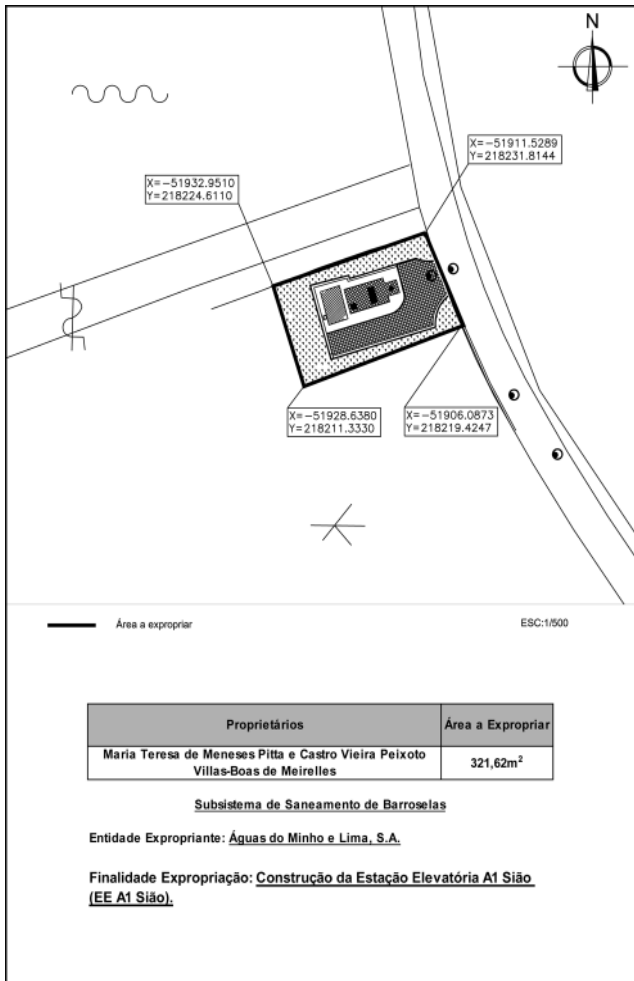 N
X=−51911.5289
Y=218231.8144
X=−51932.9510
Y=218224.6110
X=−51928.6380
Y=218211.3330
X=−51906.0873
Y=218219.4247
Área a expropriar
ESC:1/500
Proprietários
Área a Expropriar
Maria Teresa de Meneses Pitta e Castro Vieira Peixoto
Villas-Boas de Meirelles
321,62m²
Subsistema de Saneamento de Barroselas
Entidade Expropriante: Águas do Minho e Lima, S.A.
Finalidade Expropriação: Construção da Estação Elevatória A1 Sião
(EE A1 Sião).